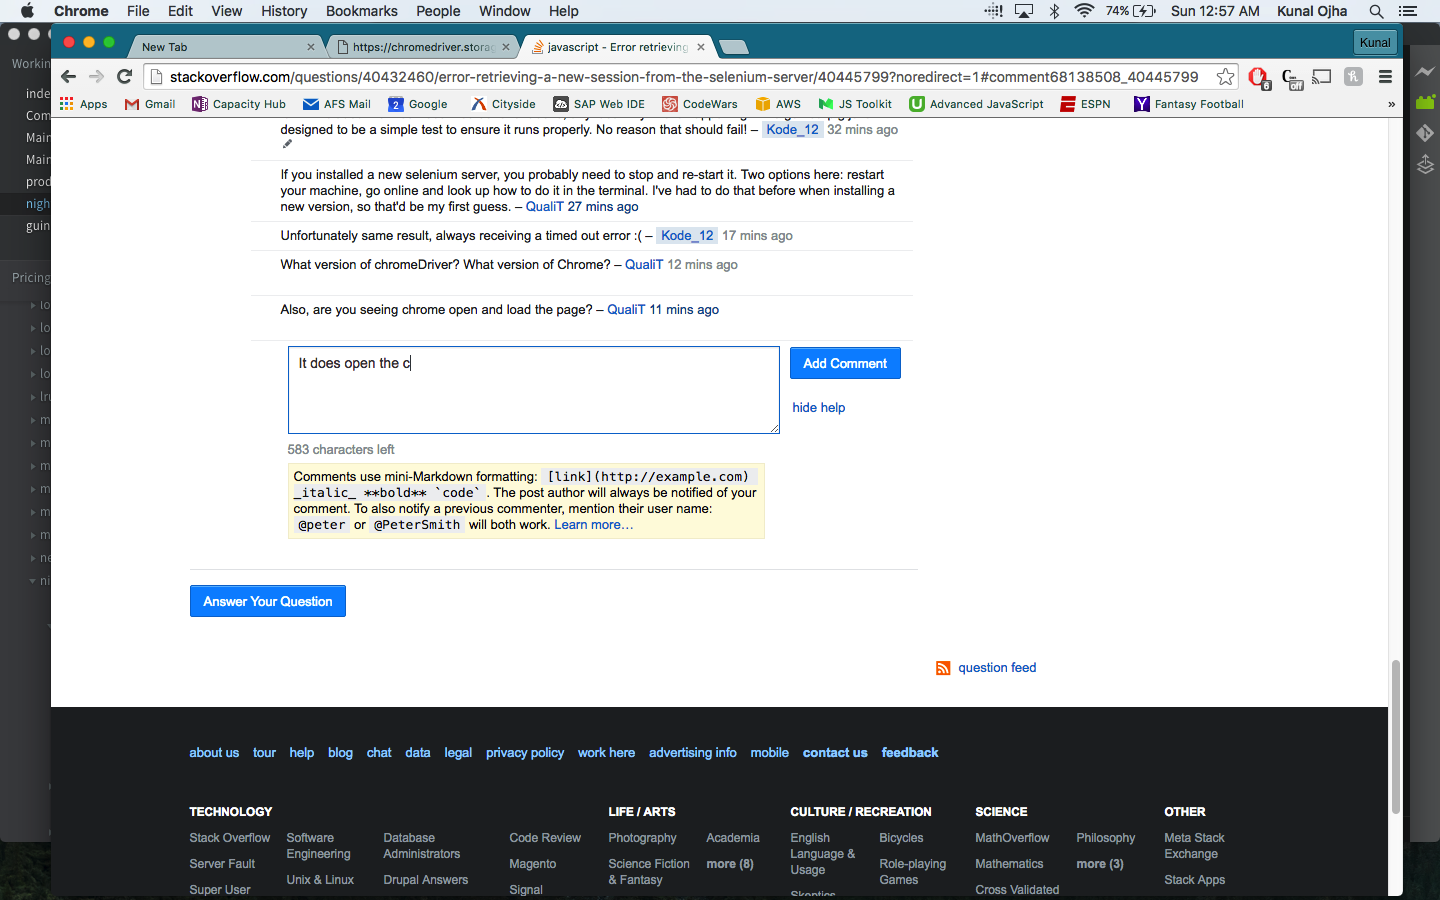 Chrome File Edit View History Bookmarks People Window Help 74% Sun 12:57 AM Kunal Ojha
New Tab × https://chromedriver.storag × javascript - Error retrieving × Kunal
stackoverflow.com/questions/40432460/error-retrieving-a-new-session-from-the-selenium-server/40445799?noredirect=1#comment68138508_40445799
Apps Gmail Capacity Hub AFS Mail Google Cityside SAP Web IDE CodeWars AWS JS Toolkit Advanced JavaScript ESPN Fantasy Football »
designed to be a simple test to ensure it runs properly. No reason that should fail! – Kode_12 32 mins ago
If you installed a new selenium server, you probably need to stop and re-start it. Two options here: restart
your machine, go online and look up how to do it in the terminal. I've had to do that before when installing a
new version, so that'd be my first guess. – QualiT 27 mins ago
Unfortunately same result, always receiving a timed out error :( – Kode_12 17 mins ago
What version of chromeDriver? What version of Chrome? – QualiT 12 mins ago
Also, are you seeing chrome open and load the page? – QualiT 11 mins ago
It does open the c
Add Comment
hide help
583 characters left
Comments use mini-Markdown formatting: [link](http://example.com)
_italic_ **bold** `code`. The post author will always be notified of your
comment. To also notify a previous commenter, mention their user name:
@peter or @PeterSmith will both work. Learn more…
Answer Your Question
question feed
about us tour help blog chat data legal privacy policy work here advertising info mobile contact us feedback
TECHNOLOGY
Stack Overflow
Server Fault
Super User
Software
Engineering
Unix & Linux
Database
Administrators
Drupal Answers
Code Review
Magento
Signal
LIFE / ARTS
Photography
Science Fiction
& Fantasy
Academia
more (8)
CULTURE / RECREATION
English
Language &
Usage
Skeptics
Bicycles
Role-playing
Games
SCIENCE
MathOverflow
Mathematics
Cross Validated
Philosophy
more (3)
OTHER
Meta Stack
Exchange
Stack Apps
Workin
inde
Com
Main
Main
prod
nigh
guin
Pricing
lo
lo
lo
lo
lr
m
m
m
m
m
m
ne
ni